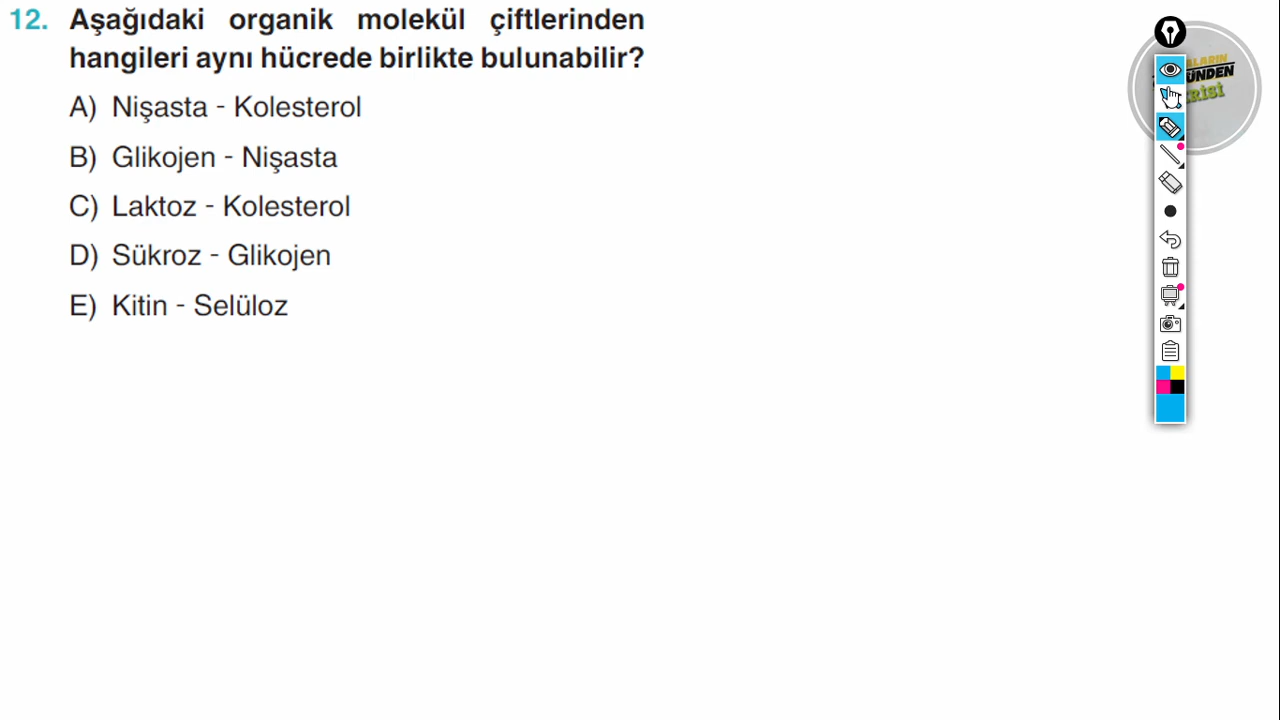 12. Aşağıdaki organik molekül çiftlerinden
hangileri aynı hücrede birlikte bulunabilir?
A) Nişasta - Kolesterol
B) Glikojen - Nişasta
C) Laktoz - Kolesterol
D) Sükroz - Glikojen
E) Kitin - Selüloz